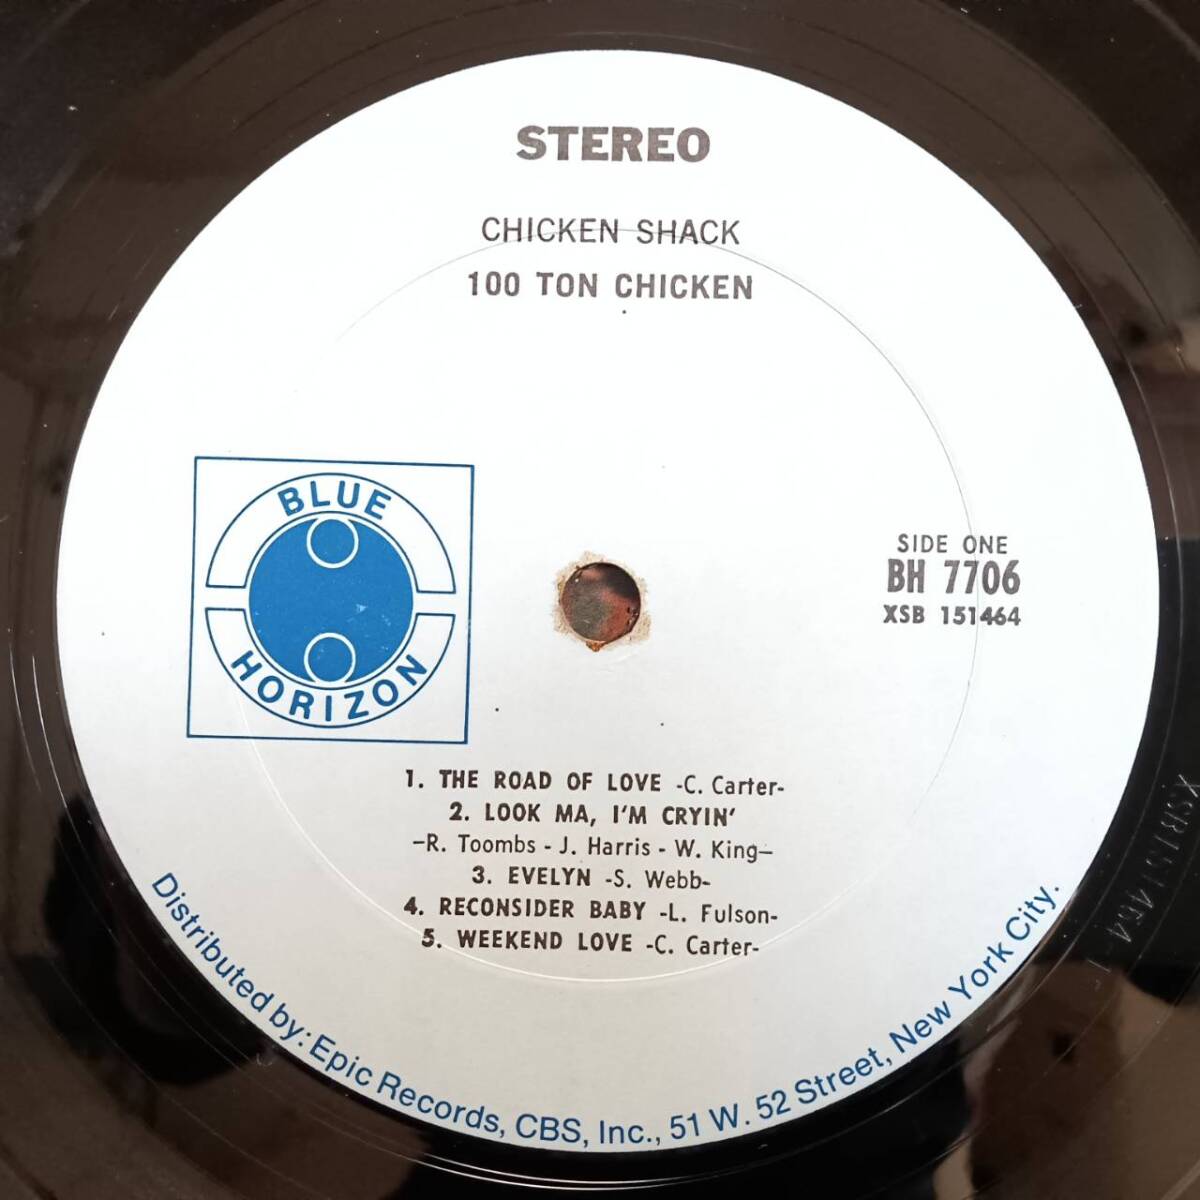 STEREO
CHICKEN SHACK
100 TON CHICKEN
BLUE
HORIZON
SIDE ONE
BH 7706
XSB 151464
1. THE ROAD OF LOVE -C. Carter-
2. LOOK MA, I'M CRYIN'
-R. Toombs - J. Harris - W. King-
3. EVELYN -S. Webb-
4. RECONSIDER BABY -L. Fulson-
5. WEEKEND LOVE -C. Carter-
Distributed by: Epic Records, CBS, Inc., 51 W. 52 Street, New York City.
XSB151464